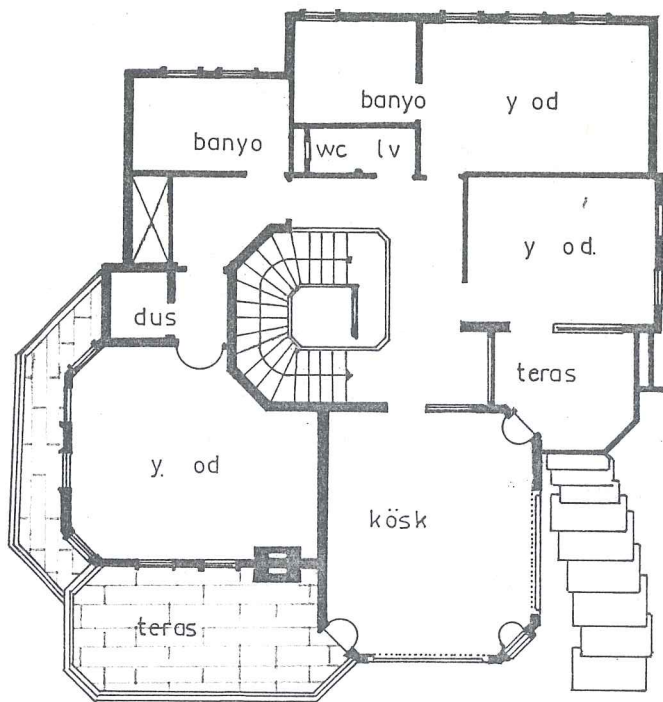 banyo
y od
banyo
wc lv
y od.
dus
teras
y. od
kösk
teras